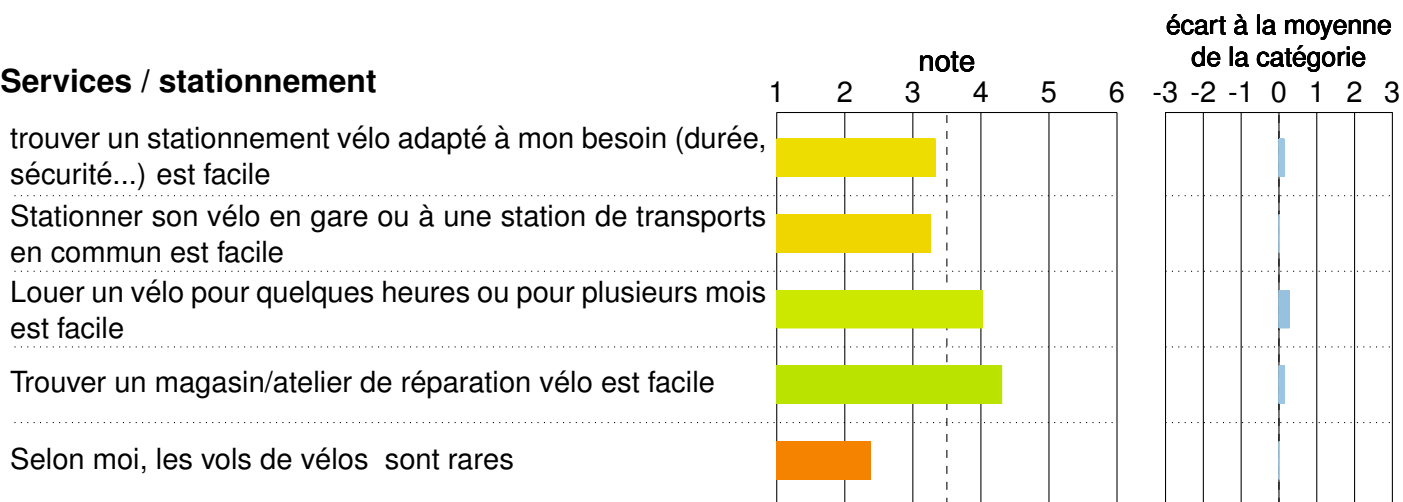 écart à la moyenne
de la catégorie
note
Services / stationnement
1 2 3 4 5 6 -3 -2 -1 0 1 2 3
trouver un stationnement vélo adapté à mon besoin (durée,
sécurité...) est facile
Stationner son vélo en gare ou à une station de transports
en commun est facile
Louer un vélo pour quelques heures ou pour plusieurs mois
est facile
Trouver un magasin/atelier de réparation vélo est facile
Selon moi, les vols de vélos sont rares